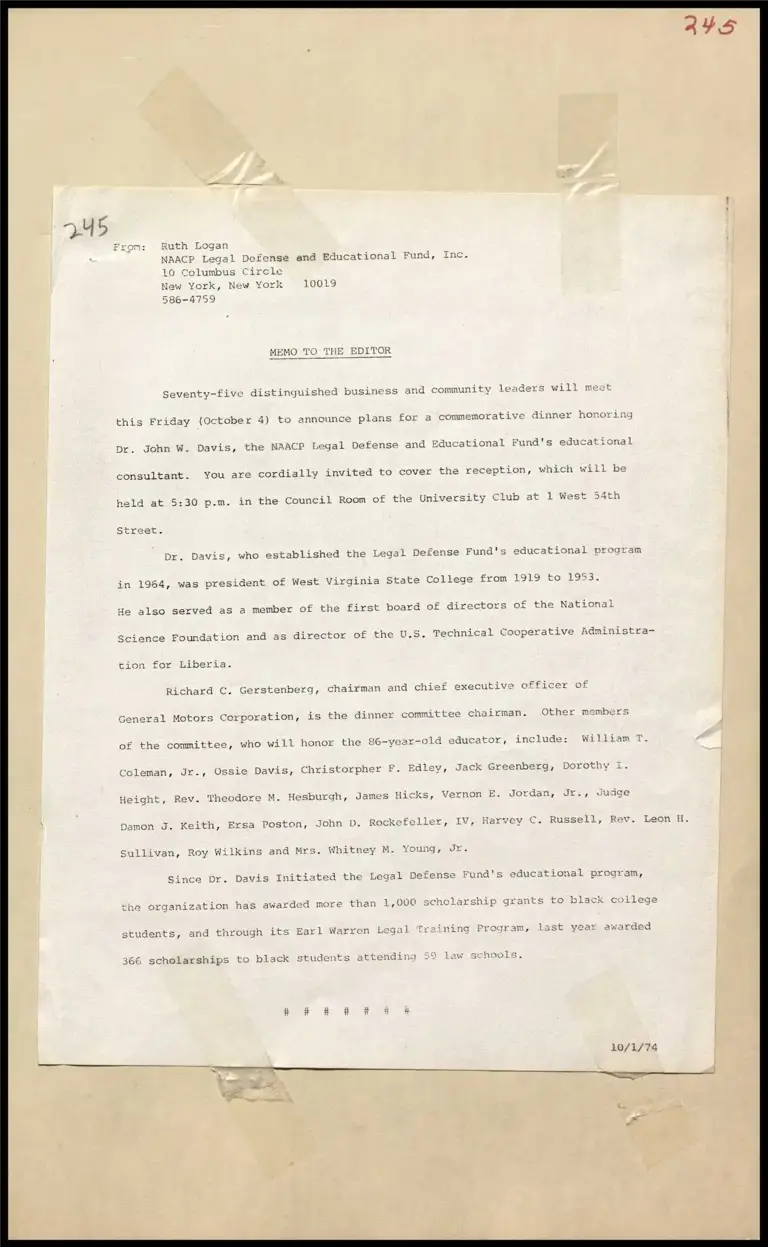 245
245
From: Ruth Logan
NAACP Legal Defense and Educational Fund, Inc.
10 Columbus Circle
New York, New York 10019
586-4759
MEMO TO THE EDITOR
Seventy-five distinguished business and community leaders will meet
this Friday (October 4) to announce plans for a commemorative dinner honoring
Dr. John W. Davis, the NAACP Legal Defense and Educational Fund's educational
consultant. You are cordially invited to cover the reception, which will be
held at 5:30 p.m. in the Council Room of the University Club at 1 West 54th
Street.
Dr. Davis, who established the Legal Defense Fund's educational program
in 1964, was president of West Virginia State College from 1919 to 1953.
He also served as a member of the first board of directors of the National
Science Foundation and as director of the U.S. Technical Cooperative Administra-
tion for Liberia.
Richard C. Gerstenberg, chairman and chief executive officer of
General Motors Corporation, is the dinner committee chairman. Other members
of the committee, who will honor the 86-year-old educator, include: William T.
Coleman, Jr., Ossie Davis, Christorpher F. Edley, Jack Greenberg, Dorothy I.
Height, Rev. Theodore M. Hesburgh, James Hicks, Vernon E. Jordan, Jr., Judge
Damon J. Keith, Ersa Poston, John D. Rockefeller, IV, Harvey C. Russell, Rev. Leon H.
Sullivan, Roy Wilkins and Mrs. Whitney M. Young, Jr.
Since Dr. Davis Initiated the Legal Defense Fund's educational program,
the organization has awarded more than 1,000 scholarship grants to black college
students, and through its Earl Warren Legal Training Program, last year awarded
366 scholarships to black students attending 59 law schools.
# # # # # # #
10/1/74